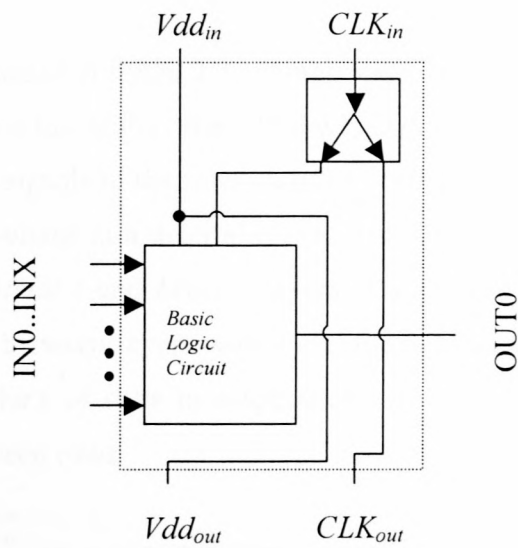 Vdd_in CLK_in
IN0..INX
Basic
Logic
Circuit
OUT0
Vdd_out CLK_out